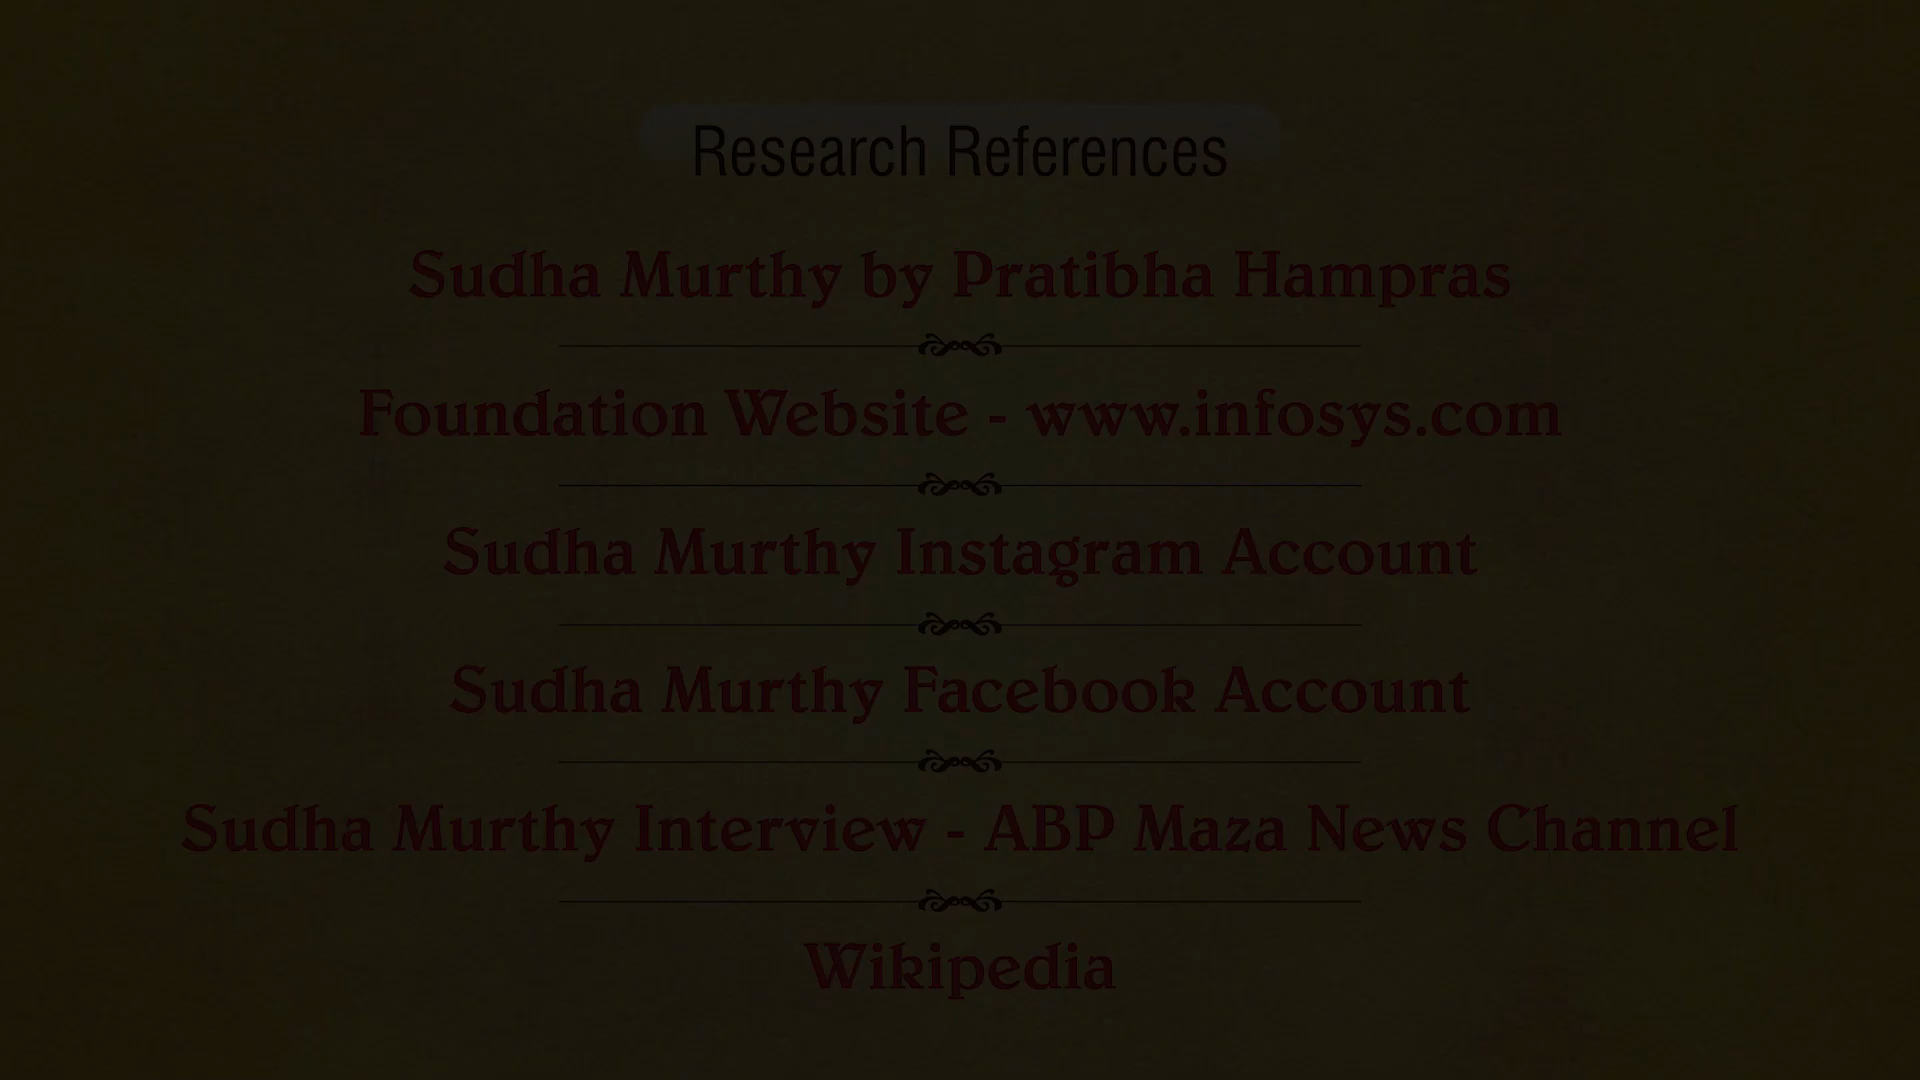 Research References
Sudha Murthy by Pratibha Hampras
Foundation Website - www.infosys.com
Sudha Murthy Instagram Account
Sudha Murthy Facebook Account
Sudha Murthy Interview - ABP Maza News Channel
Wikipedia